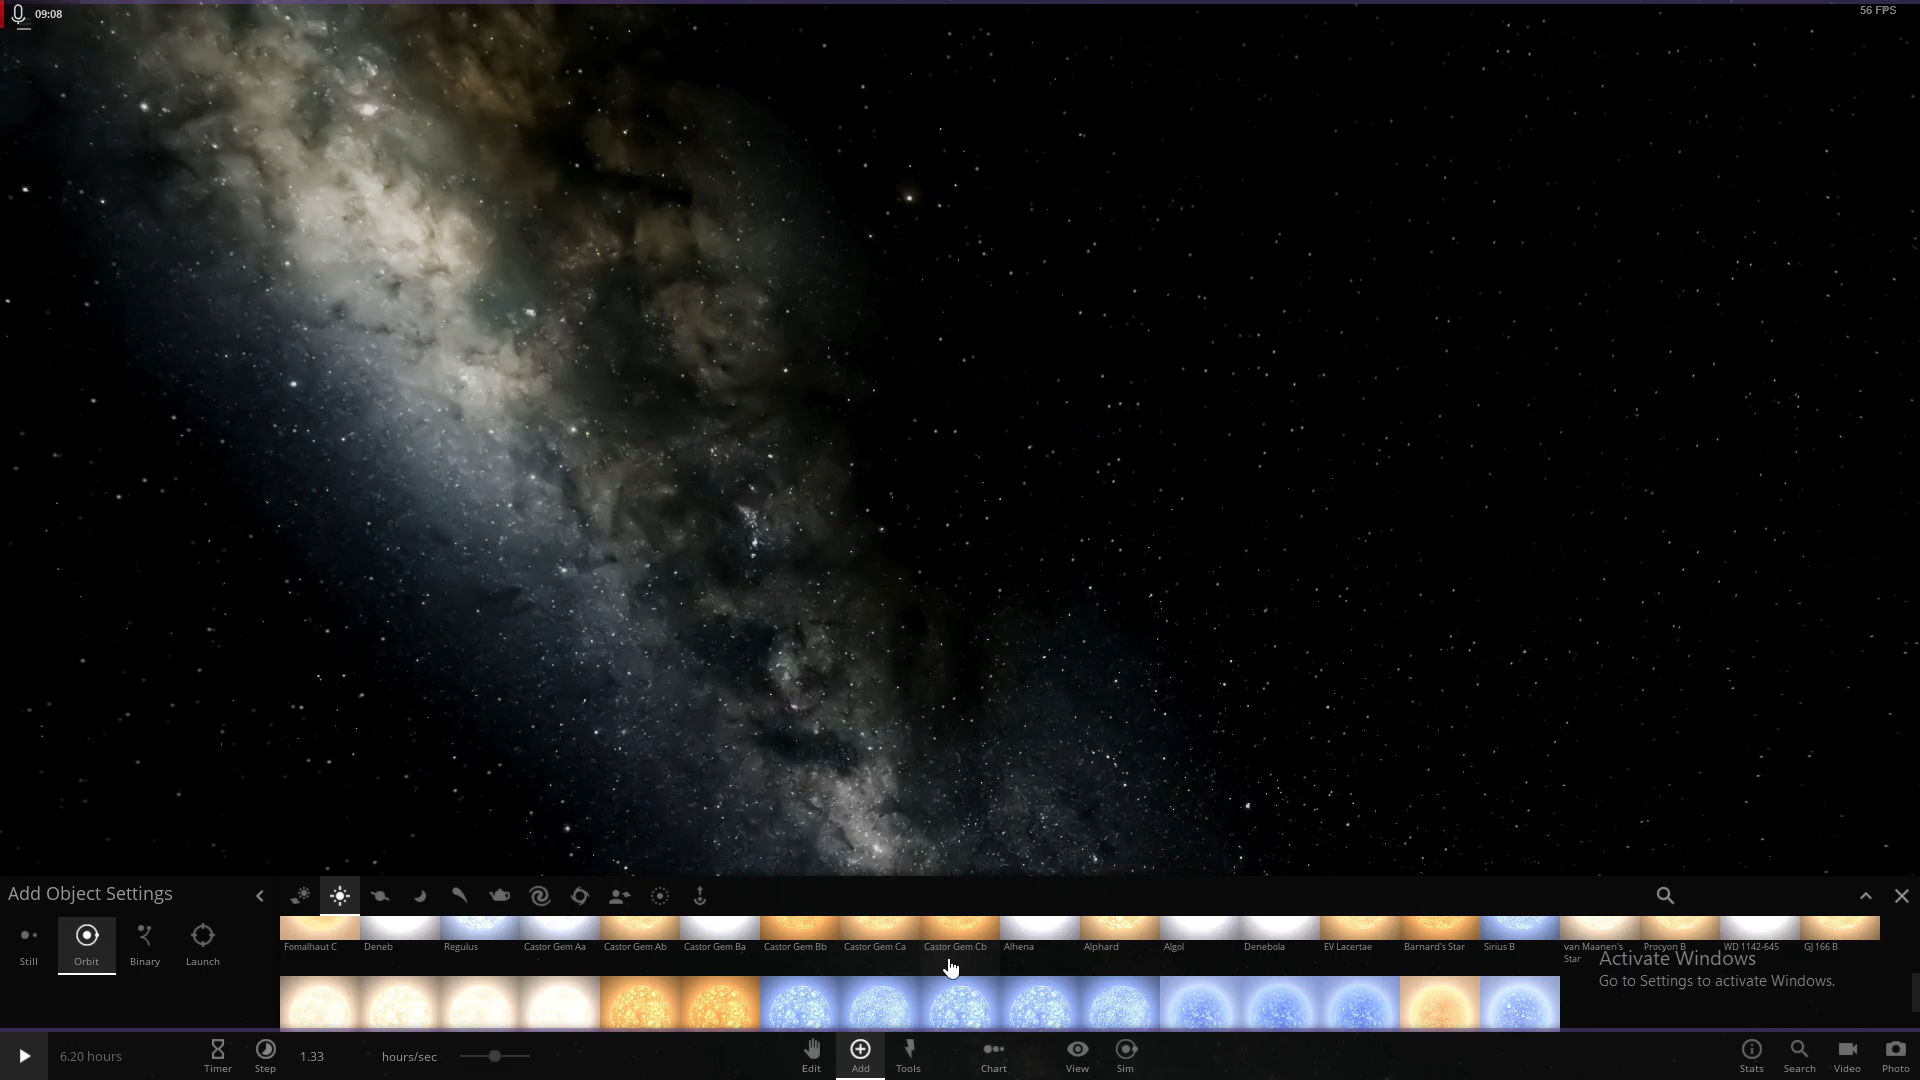 09:08
56 FPS
Add Object Settings
Still
Orbit
Binary
Launch
Fomalhaut C
Deneb
Regulus
Castor Gem Aa
Castor Gem Ab
Castor Gem Ba
Castor Gem Bb
Castor Gem Ca
Castor Gem Cb
Alhena
Alphard
Algol
Denebola
EV Lacertae
Barnard's Star
Sirius B
van Maanen's
Star
Procyon B
WD 1142-645
GJ 166 B
Activate Windows
Go to Settings to activate Windows.
6.20 hours
Timer
Step
1.33
hours/sec
Edit
Add
Tools
Chart
View
Sim
Stats
Search
Video
Photo